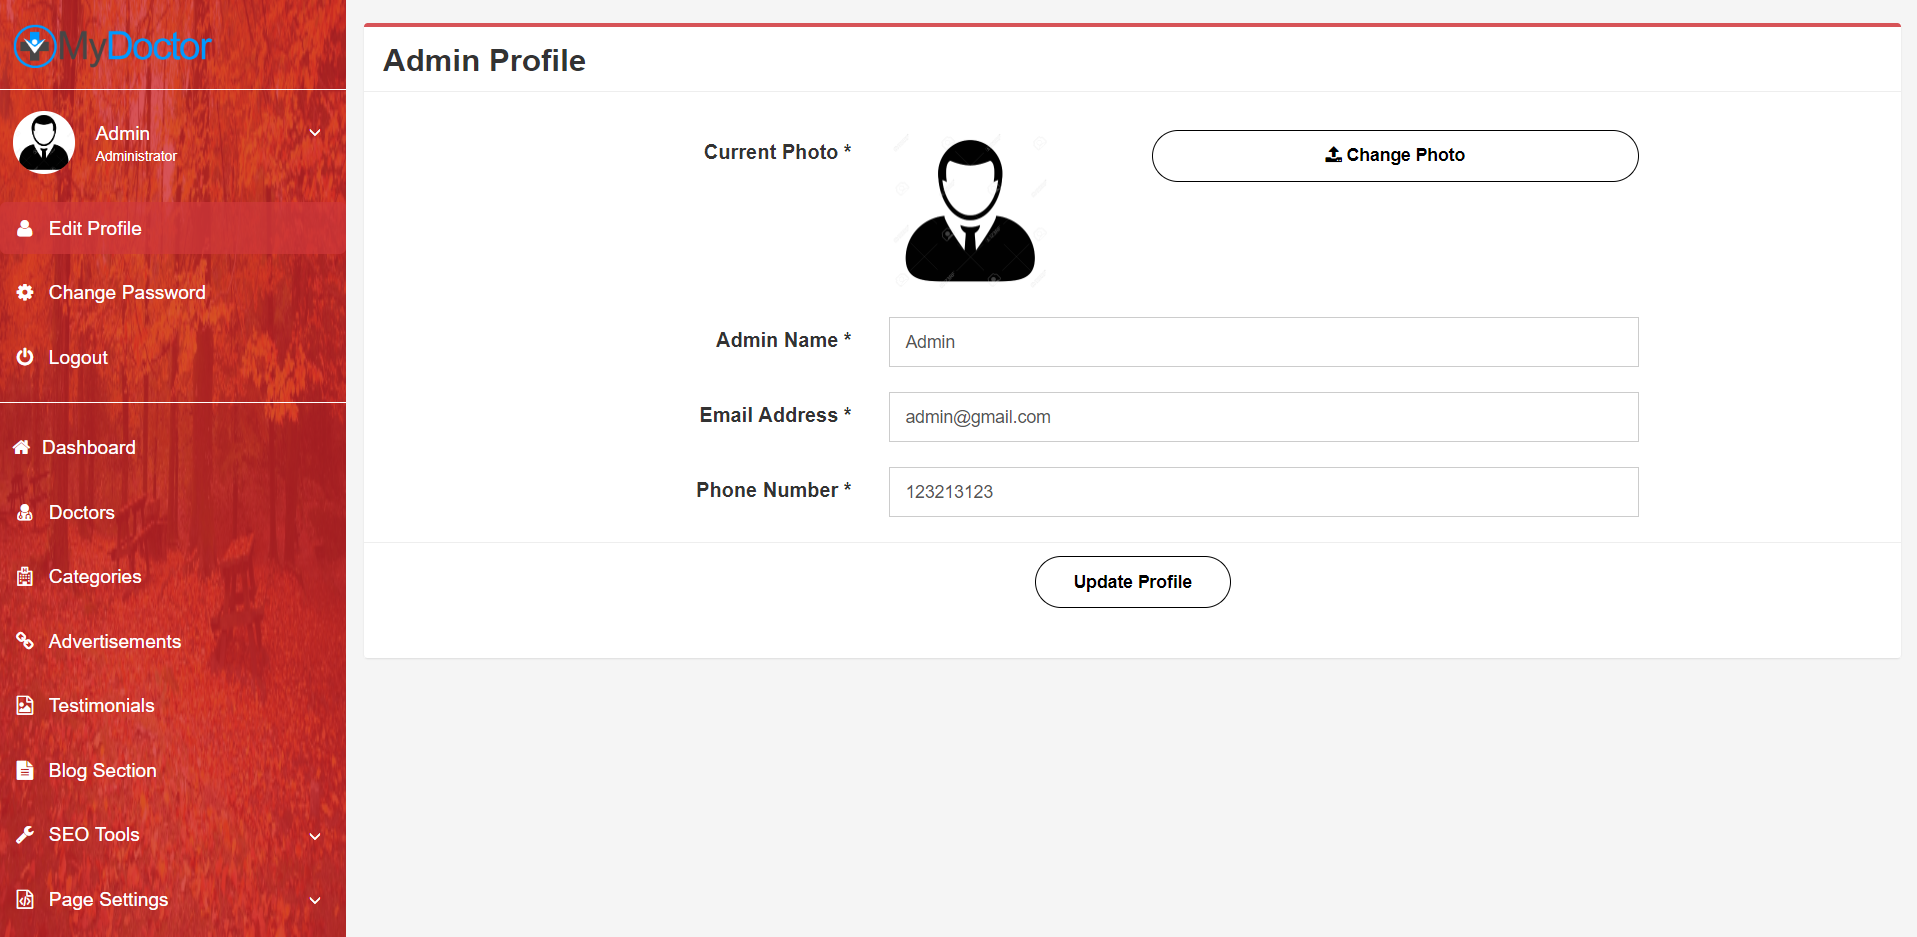 MyDoctor
Admin
Administrator
Edit Profile
Change Password
Logout
Dashboard
Doctors
Categories
Advertisements
Testimonials
Blog Section
SEO Tools
Page Settings
Admin Profile
Current Photo *
Change Photo
Admin Name *
Admin
Email Address *
admin@gmail.com
Phone Number *
123213123
Update Profile